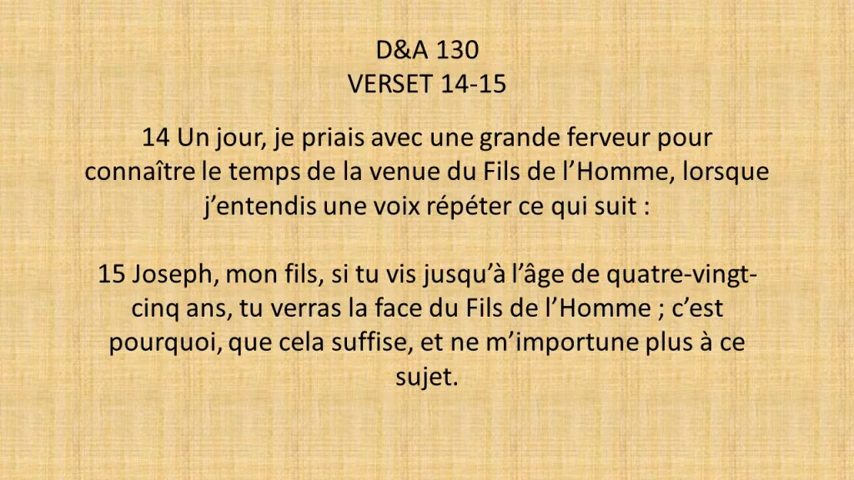 D&A 130
VERSET 14-15
14 Un jour, je priais avec une grande ferveur pour
connaître le temps de la venue du Fils de l’Homme, lorsque
j’entendis une voix répéter ce qui suit :
15 Joseph, mon fils, si tu vis jusqu’à l’âge de quatre-vingt-
cinq ans, tu verras la face du Fils de l’Homme ; c’est
pourquoi, que cela suffise, et ne m’importune plus à ce
sujet.